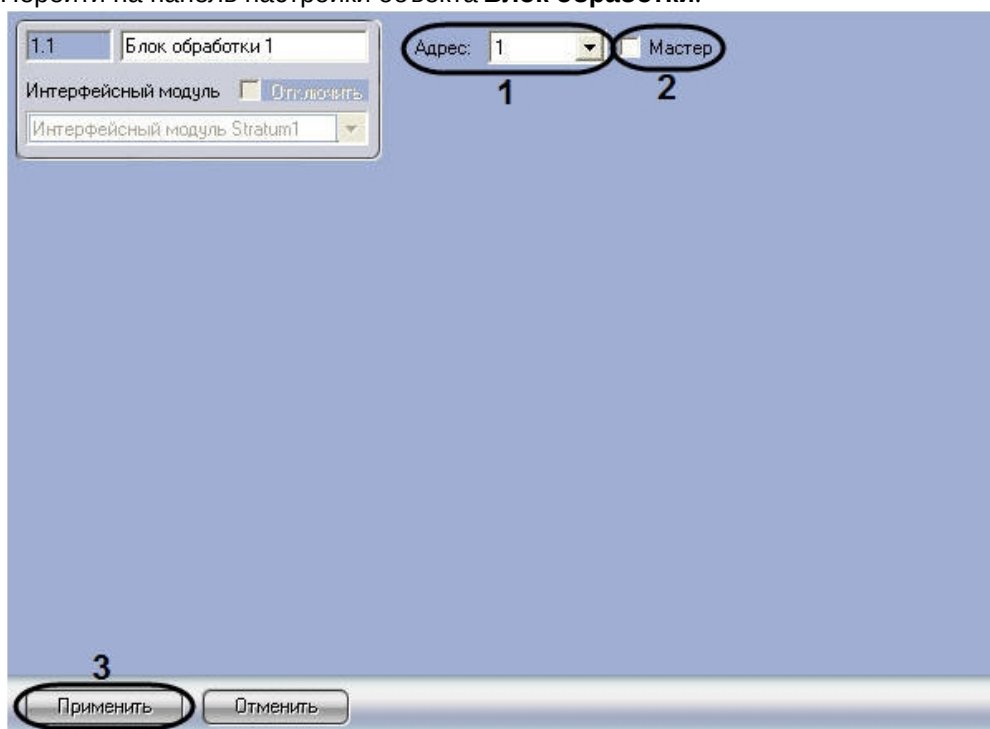 Перейти на панель настройки объекта Блок обработки.
1.1 Блок обработки 1 Адрес: 1 Мастер
Интерфейсный модуль Отключить 1 2
Интерфейсный модуль Stratum1
3
Применить Отменить